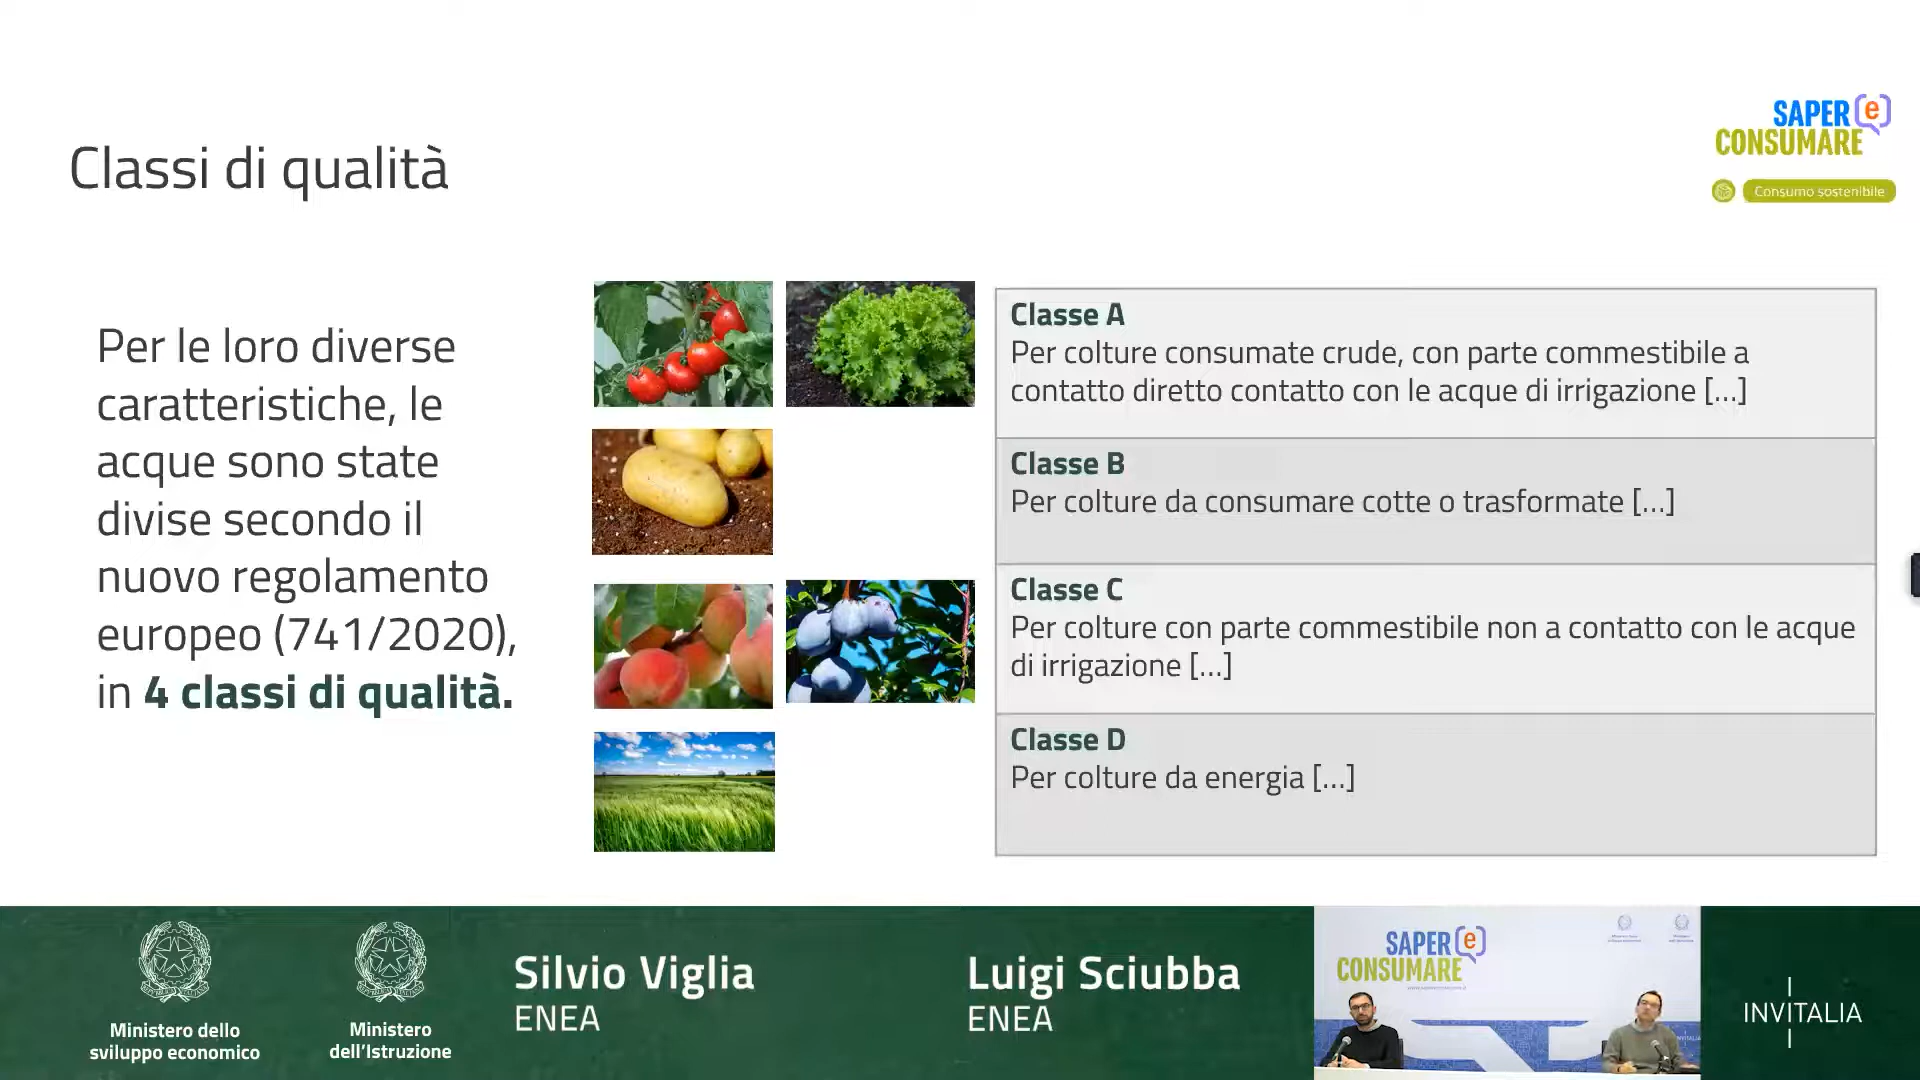 SAPER(e)
CONSUMARE
Consumo sostenibile
Classi di qualità
Per le loro diverse
caratteristiche, le
acque sono state
divise secondo il
nuovo regolamento
europeo (741/2020),
in 4 classi di qualità.
Classe A
Per colture consumate crude, con parte commestibile a
contatto diretto contatto con le acque di irrigazione [...]
Classe B
Per colture da consumare cotte o trasformate [...]
Classe C
Per colture con parte commestibile non a contatto con le acque
di irrigazione [...]
Classe D
Per colture da energia [...]
Ministero dello
sviluppo economico
Ministero
dell'Istruzione
Silvio Viglia
ENEA
Luigi Sciubba
ENEA
SAPER(e)
CONSUMARE
INVITALIA